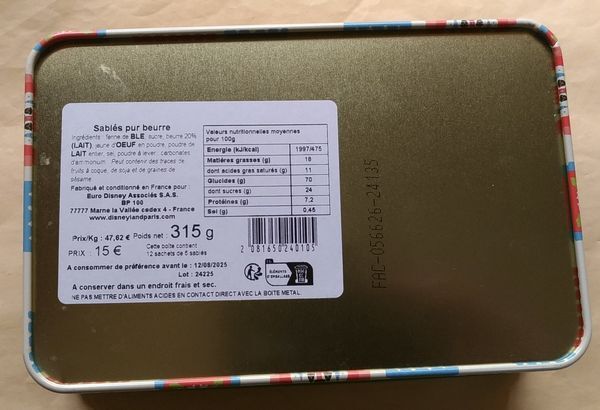 Sablés pur beurre
Ingrédients : farine de BLE, sucre, beurre 20%
(LAIT), jaune d'OEUF en poudre, poudre de
LAIT entier, sel, poudre à lever : carbonates
d'ammonium. Peut contenir des traces de
fruits à coque, de soja et de graines de
sésame.
Fabriqué et conditionné en France pour :
Euro Disney Associés S.A.S.
BP 100
77777 Marne la Vallée cedex 4 - France
www.disneylandparis.com
Prix/Kg : 47,62 € Poids net : 315 g
PRIX : 15 €
Cette boîte contient
12 sachets de 5 sablés
A consommer de préférence avant le : 12/08/2025
Lot : 24225
A conserver dans un endroit frais et sec.
NE PAS METTRE D'ALIMENTS ACIDES EN CONTACT DIRECT AVEC LA BOITE METAL.
Valeurs nutritionnelles moyennes
pour 100g
Energie (kJ/kcal) 1997/475
Matières grasses (g) 18
dont acides gras saturés (g) 11
Glucides (g) 70
dont sucres (g) 24
Protéines (g) 7,2
Sel (g) 0,45
2 081650 240105
ÉLÉMENTS
D'EMBALLAGE
FAC-056626-24135